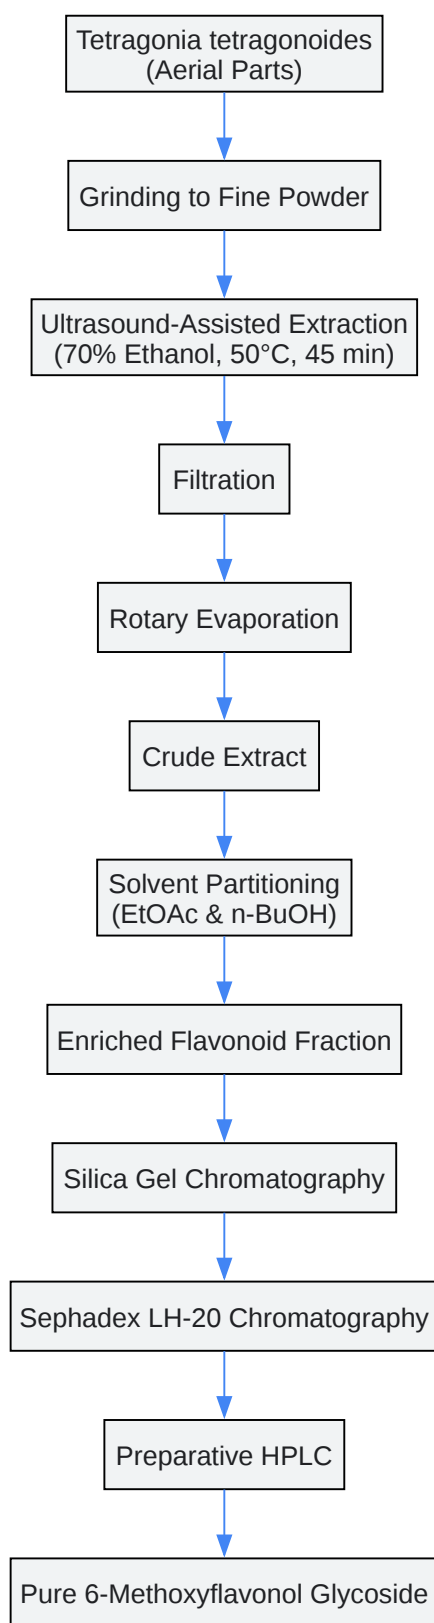 Tetragonia tetragonoides
(Aerial Parts)
Grinding to Fine Powder
Ultrasound-Assisted Extraction
(70% Ethanol, 50°C, 45 min)
Filtration
Rotary Evaporation
Crude Extract
Solvent Partitioning
(EtOAc & n-BuOH)
Enriched Flavonoid Fraction
Silica Gel Chromatography
Sephadex LH-20 Chromatography
Preparative HPLC
Pure 6-Methoxyflavonol Glycoside